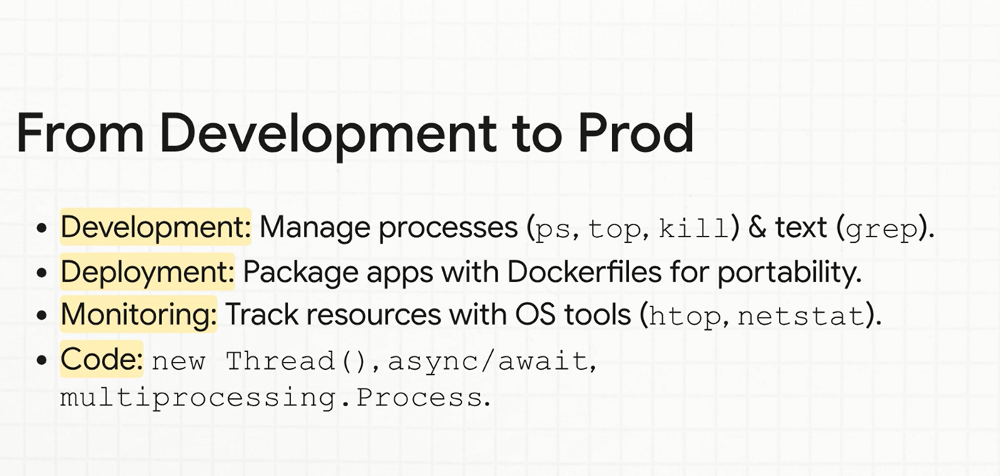 From Development to Prod
• Development: Manage processes (ps, top, kill) & text (grep).
• Deployment: Package apps with Dockerfiles for portability.
• Monitoring: Track resources with OS tools (htop, netstat).
• Code: new Thread(), async/await,
multiprocessing.Process.